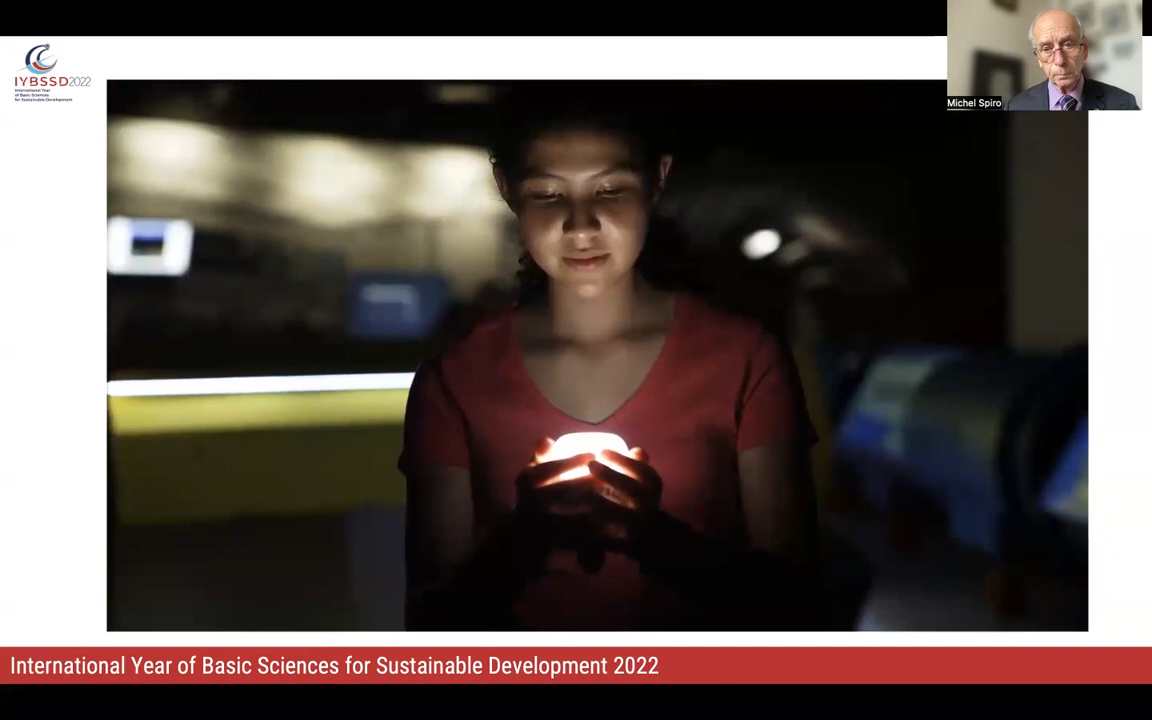 IYBSSD2022
International Year
of Basic Sciences
for Sustainable Development
Michel Spiro
International Year of Basic Sciences for Sustainable Development 2022